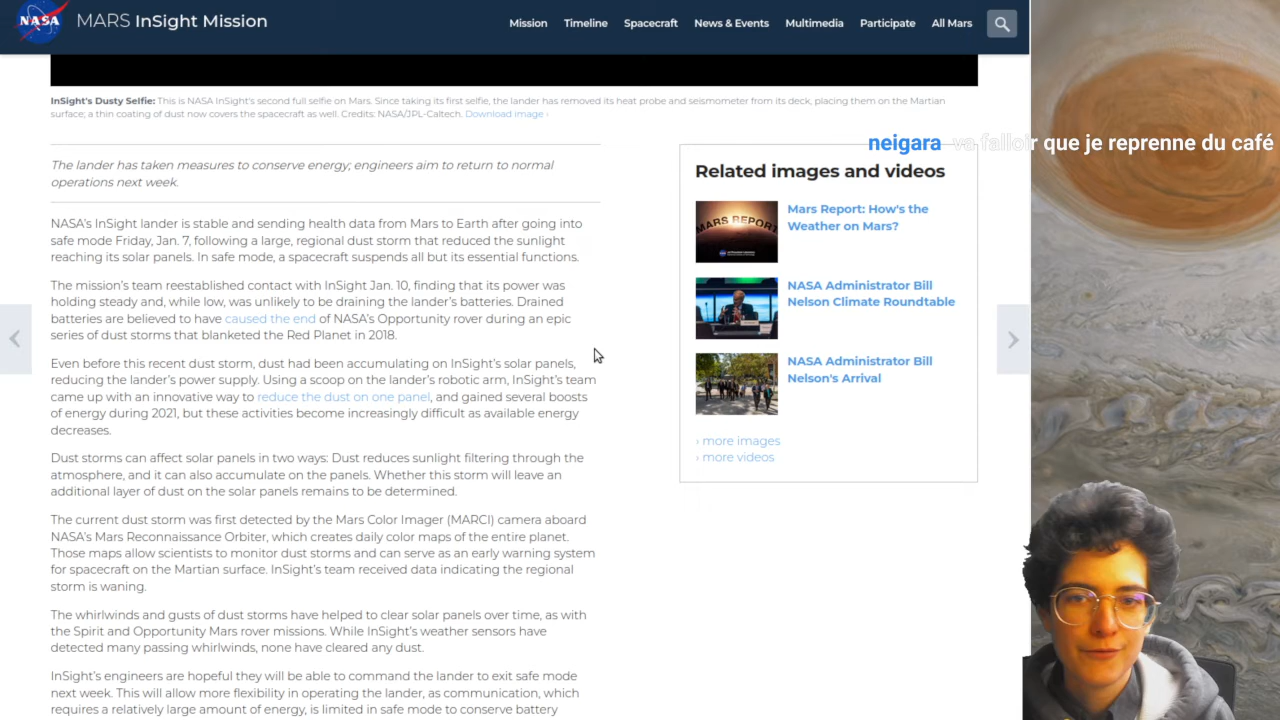 NASA
MARS InSight Mission
Mission
Timeline
Spacecraft
News & Events
Multimedia
Participate
All Mars
InSight's Dusty Selfie: This is NASA InSight's second full selfie on Mars. Since taking its first selfie, the lander has removed its heat probe and seismometer from its deck, placing them on the Martian
surface; a thin coating of dust now covers the spacecraft as well. Credits: NASA/JPL-Caltech. Download image ›
neigara va falloir que je reprenne du café
The lander has taken measures to conserve energy; engineers aim to return to normal
operations next week.
NASA's InSight lander is stable and sending health data from Mars to Earth after going into
safe mode Friday, Jan. 7, following a large, regional dust storm that reduced the sunlight
reaching its solar panels. In safe mode, a spacecraft suspends all but its essential functions.
The mission's team reestablished contact with InSight Jan. 10, finding that its power was
holding steady and, while low, was unlikely to be draining the lander's batteries. Drained
batteries are believed to have caused the end of NASA's Opportunity rover during an epic
series of dust storms that blanketed the Red Planet in 2018.
Even before this recent dust storm, dust had been accumulating on InSight's solar panels,
reducing the lander's power supply. Using a scoop on the lander's robotic arm, InSight's team
came up with an innovative way to reduce the dust on one panel, and gained several boosts
of energy during 2021, but these activities become increasingly difficult as available energy
decreases.
Dust storms can affect solar panels in two ways: Dust reduces sunlight filtering through the
atmosphere, and it can also accumulate on the panels. Whether this storm will leave an
additional layer of dust on the solar panels remains to be determined.
The current dust storm was first detected by the Mars Color Imager (MARCI) camera aboard
NASA's Mars Reconnaissance Orbiter, which creates daily color maps of the entire planet.
Those maps allow scientists to monitor dust storms and can serve as an early warning system
for spacecraft on the Martian surface. InSight's team received data indicating the regional
storm is waning.
The whirlwinds and gusts of dust storms have helped to clear solar panels over time, as with
the Spirit and Opportunity Mars rover missions. While InSight's weather sensors have
detected many passing whirlwinds, none have cleared any dust.
InSight's engineers are hopeful they will be able to command the lander to exit safe mode
next week. This will allow more flexibility in operating the lander, as communication, which
requires a relatively large amount of energy, is limited in safe mode to conserve battery
Related images and videos
MARS REPORT
Mars Report: How's the
Weather on Mars?
NASA Administrator Bill
Nelson Climate Roundtable
NASA Administrator Bill
Nelson's Arrival
› more images
› more videos